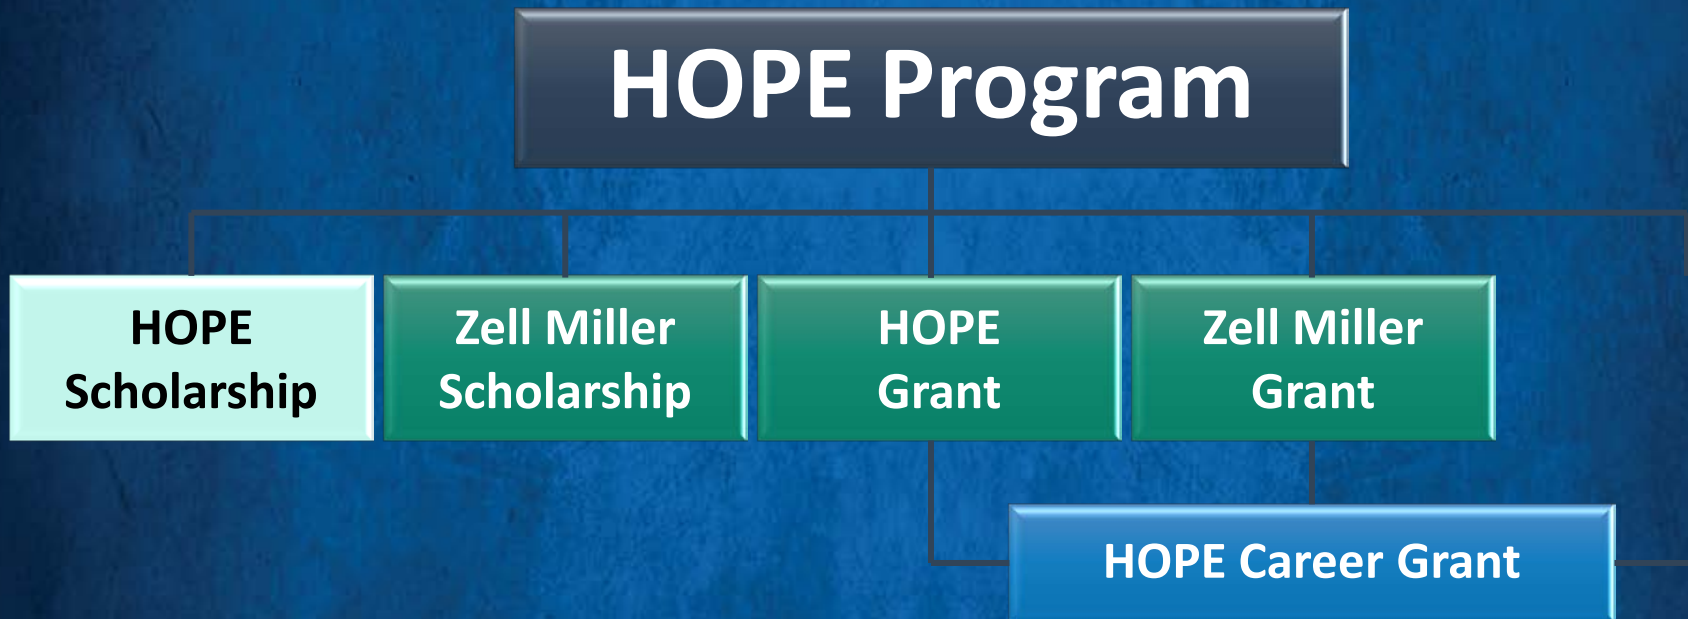 HOPE Program
HOPE
Scholarship
Zell Miller
Scholarship
HOPE
Grant
Zell Miller
Grant
HOPE Career Grant